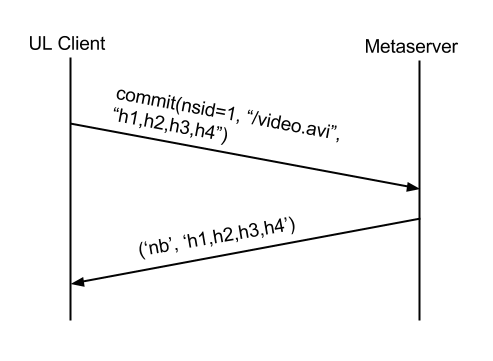 UL Client
Metaserver
commit(nsid=1, “/video.avi”,
“h1,h2,h3,h4”)
(‘nb’, ‘h1,h2,h3,h4’)